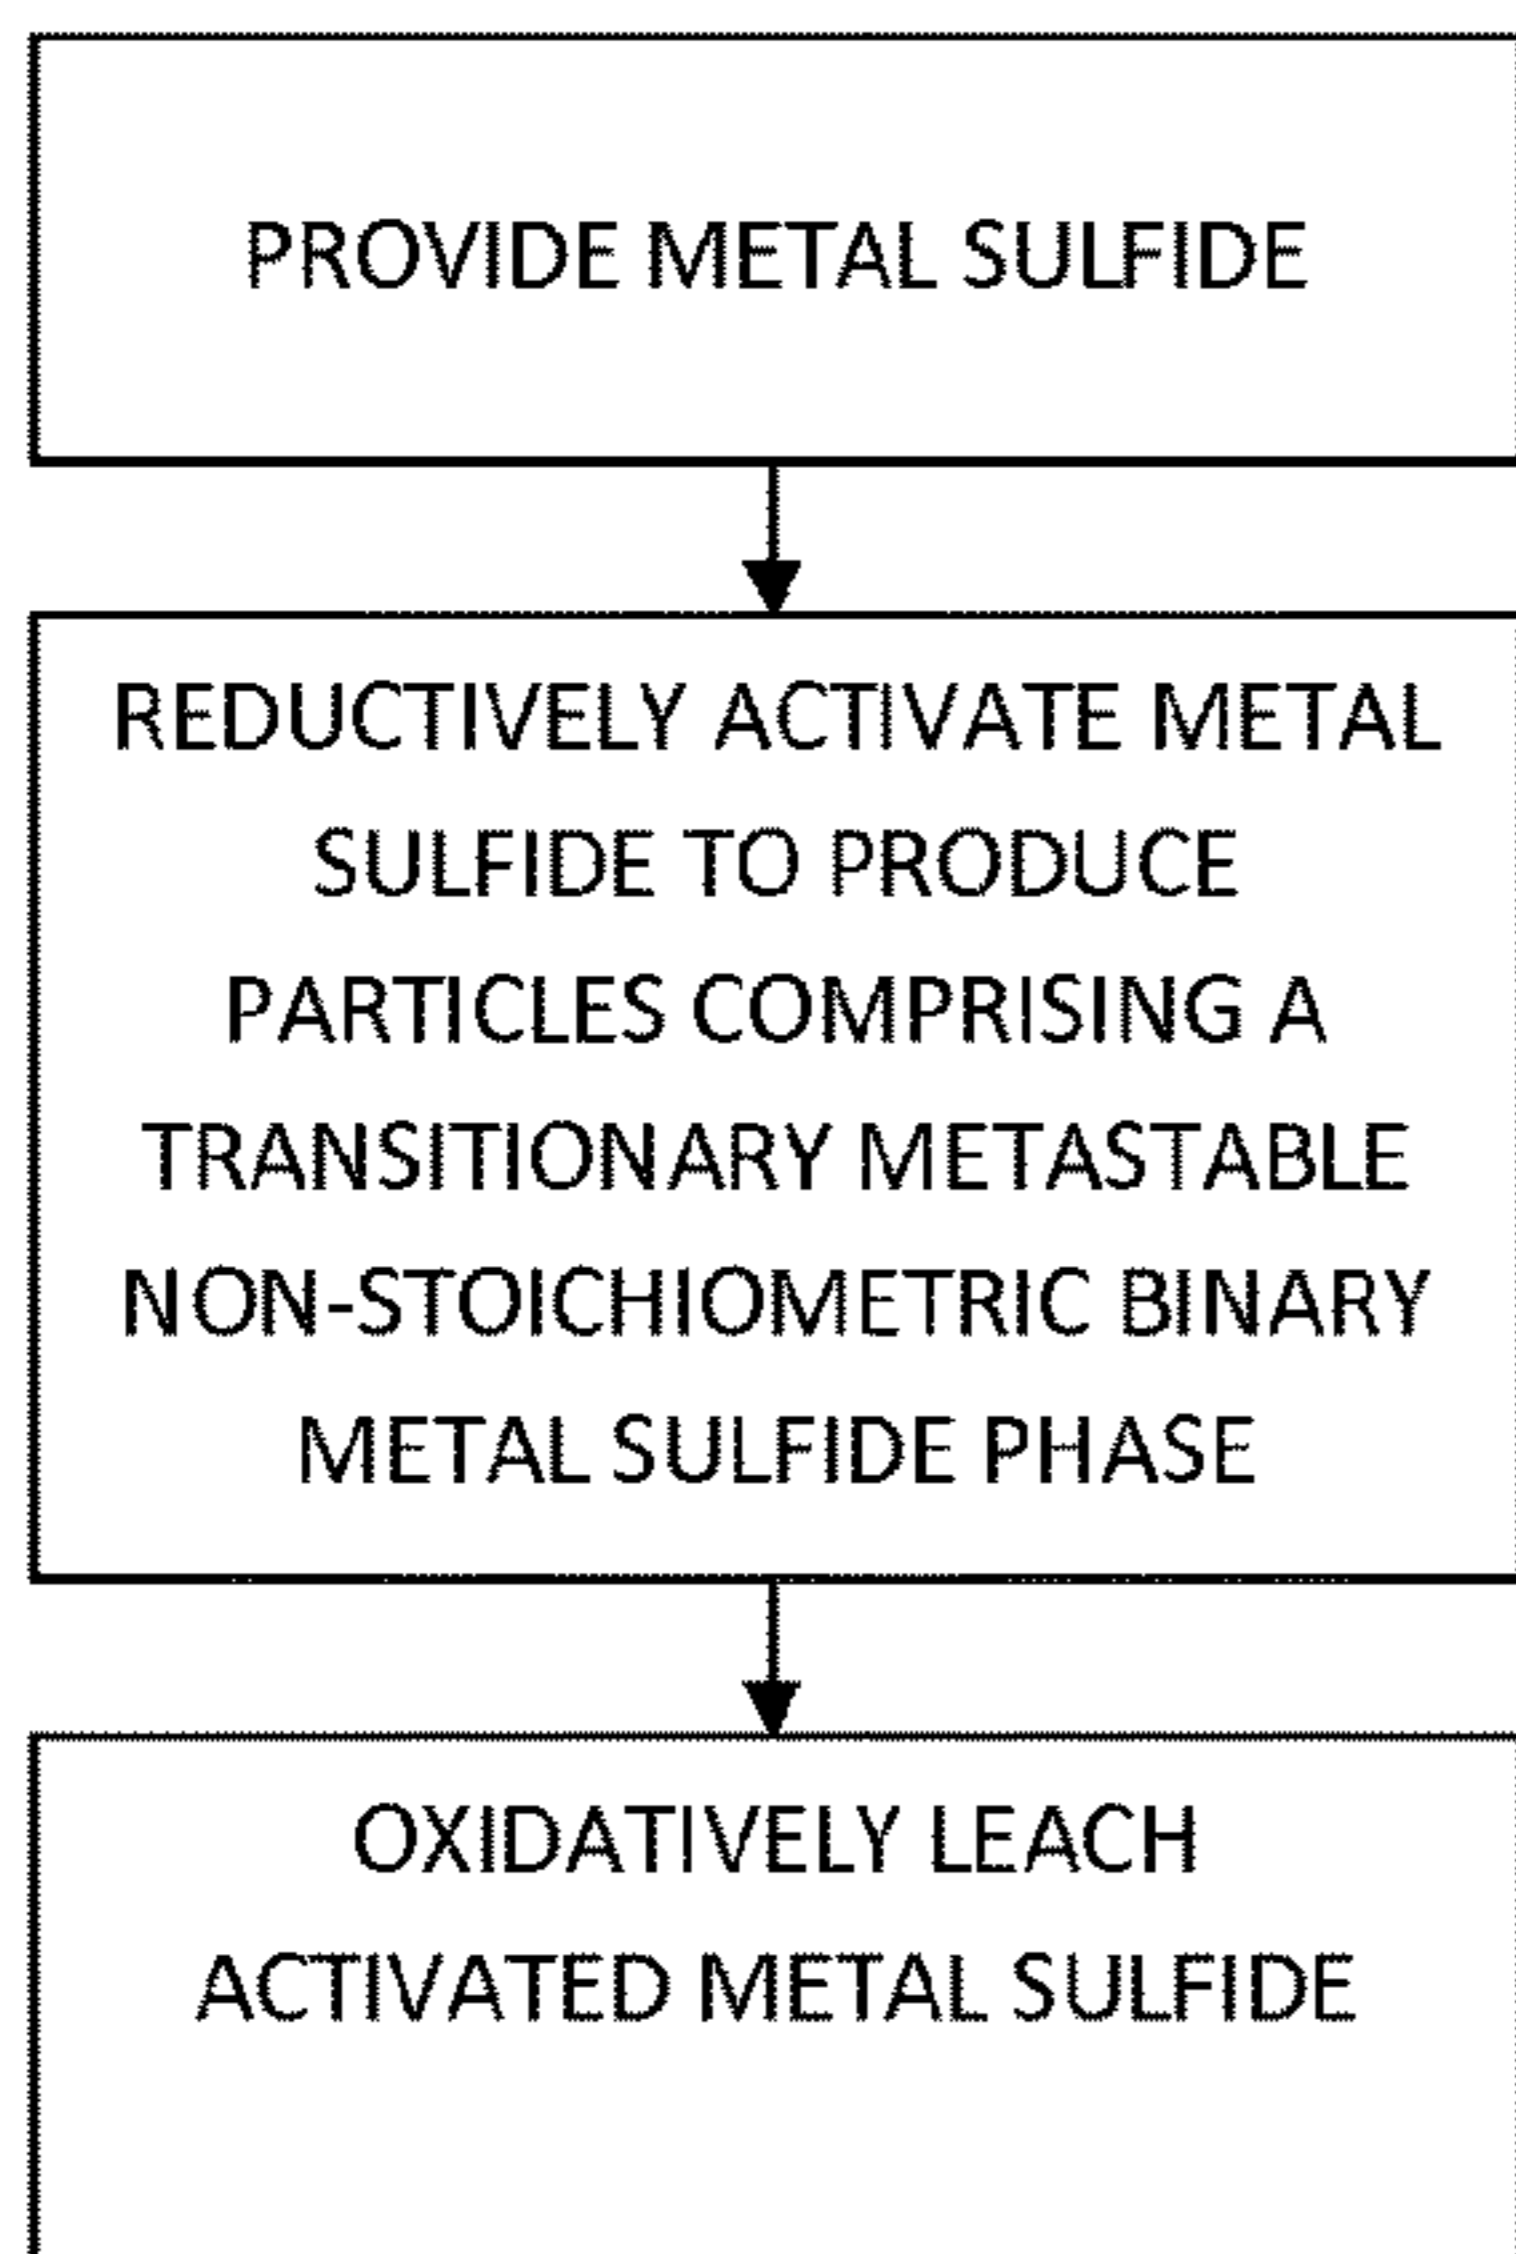 PROVIDE METAL SULFIDE
REDUCTIVELY ACTIVATE METAL
SULFIDE TO PRODUCE
PARTICLES COMPRISING A
TRANSITIONARY METASTABLE
NON-STOICHIOMETRIC BINARY
METAL SULFIDE PHASE
OXIDATIVELY LEACH
ACTIVATED METAL SULFIDE